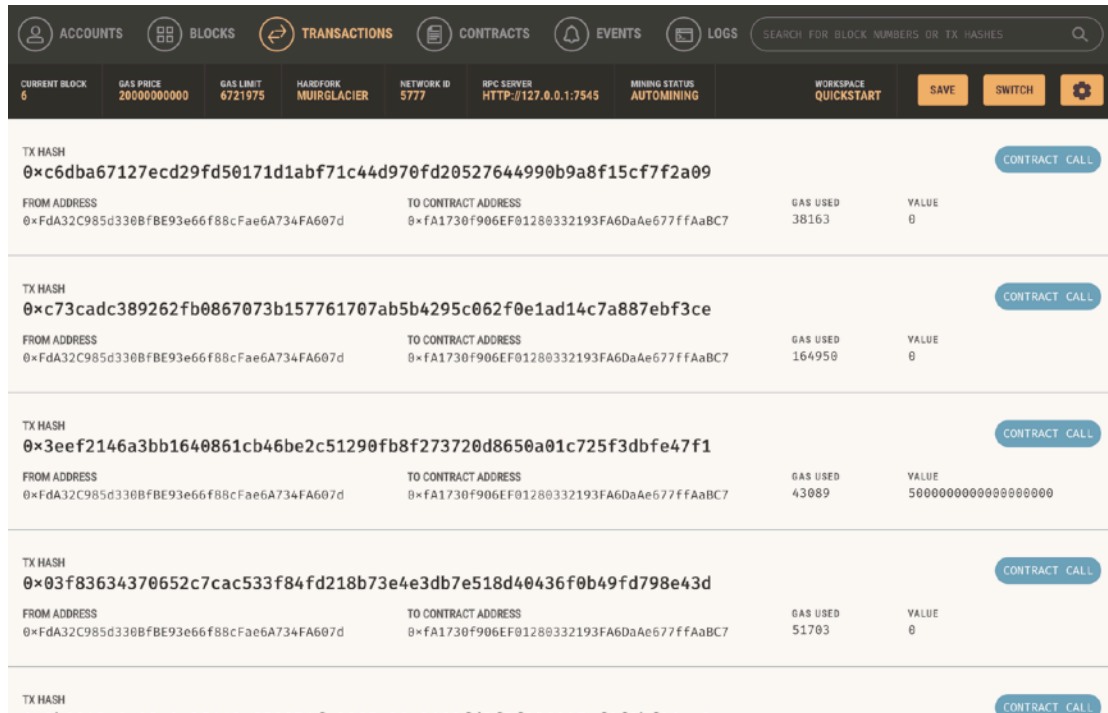 ACCOUNTS BLOCKS TRANSACTIONS CONTRACTS EVENTS LOGS SEARCH FOR BLOCK NUMBERS OR TX HASHES
CURRENT BLOCK GAS PRICE GAS LIMIT HARDFORK NETWORK ID RPC SERVER MINING STATUS WORKSPACE
6 20000000000 6721975 MUIRGLACIER 5777 HTTP://127.0.0.1:7545 AUTOMINING QUICKSTART SAVE SWITCH
TX HASH
0×c6dba67127ecd29fd50171d1abf71c44d970fd20527644990b9a8f15cf7f2a09 CONTRACT CALL
FROM ADDRESS TO CONTRACT ADDRESS GAS USED VALUE
0×FdA32C985d330BfBE93e66f88cFae6A734FA607d 0×fA1730f906EF01280332193FA6DaAe677ffAaBC7 38163 0
TX HASH
0×c73cadc389262fb0867073b157761707ab5b4295c062f0e1ad14c7a887ebf3ce CONTRACT CALL
FROM ADDRESS TO CONTRACT ADDRESS GAS USED VALUE
0×FdA32C985d330BfBE93e66f88cFae6A734FA607d 0×fA1730f906EF01280332193FA6DaAe677ffAaBC7 164950 0
TX HASH
0×3eef2146a3bb1640861cb46be2c51290fb8f273720d8650a01c725f3dbfe47f1 CONTRACT CALL
FROM ADDRESS TO CONTRACT ADDRESS GAS USED VALUE
0×FdA32C985d330BfBE93e66f88cFae6A734FA607d 0×fA1730f906EF01280332193FA6DaAe677ffAaBC7 43089 5000000000000000000
TX HASH
0×03f83634370652c7cac533f84fd218b73e4e3db7e518d40436f0b49fd798e43d CONTRACT CALL
FROM ADDRESS TO CONTRACT ADDRESS GAS USED VALUE
0×FdA32C985d330BfBE93e66f88cFae6A734FA607d 0×fA1730f906EF01280332193FA6DaAe677ffAaBC7 51703 0
TX HASH
CONTRACT CALL